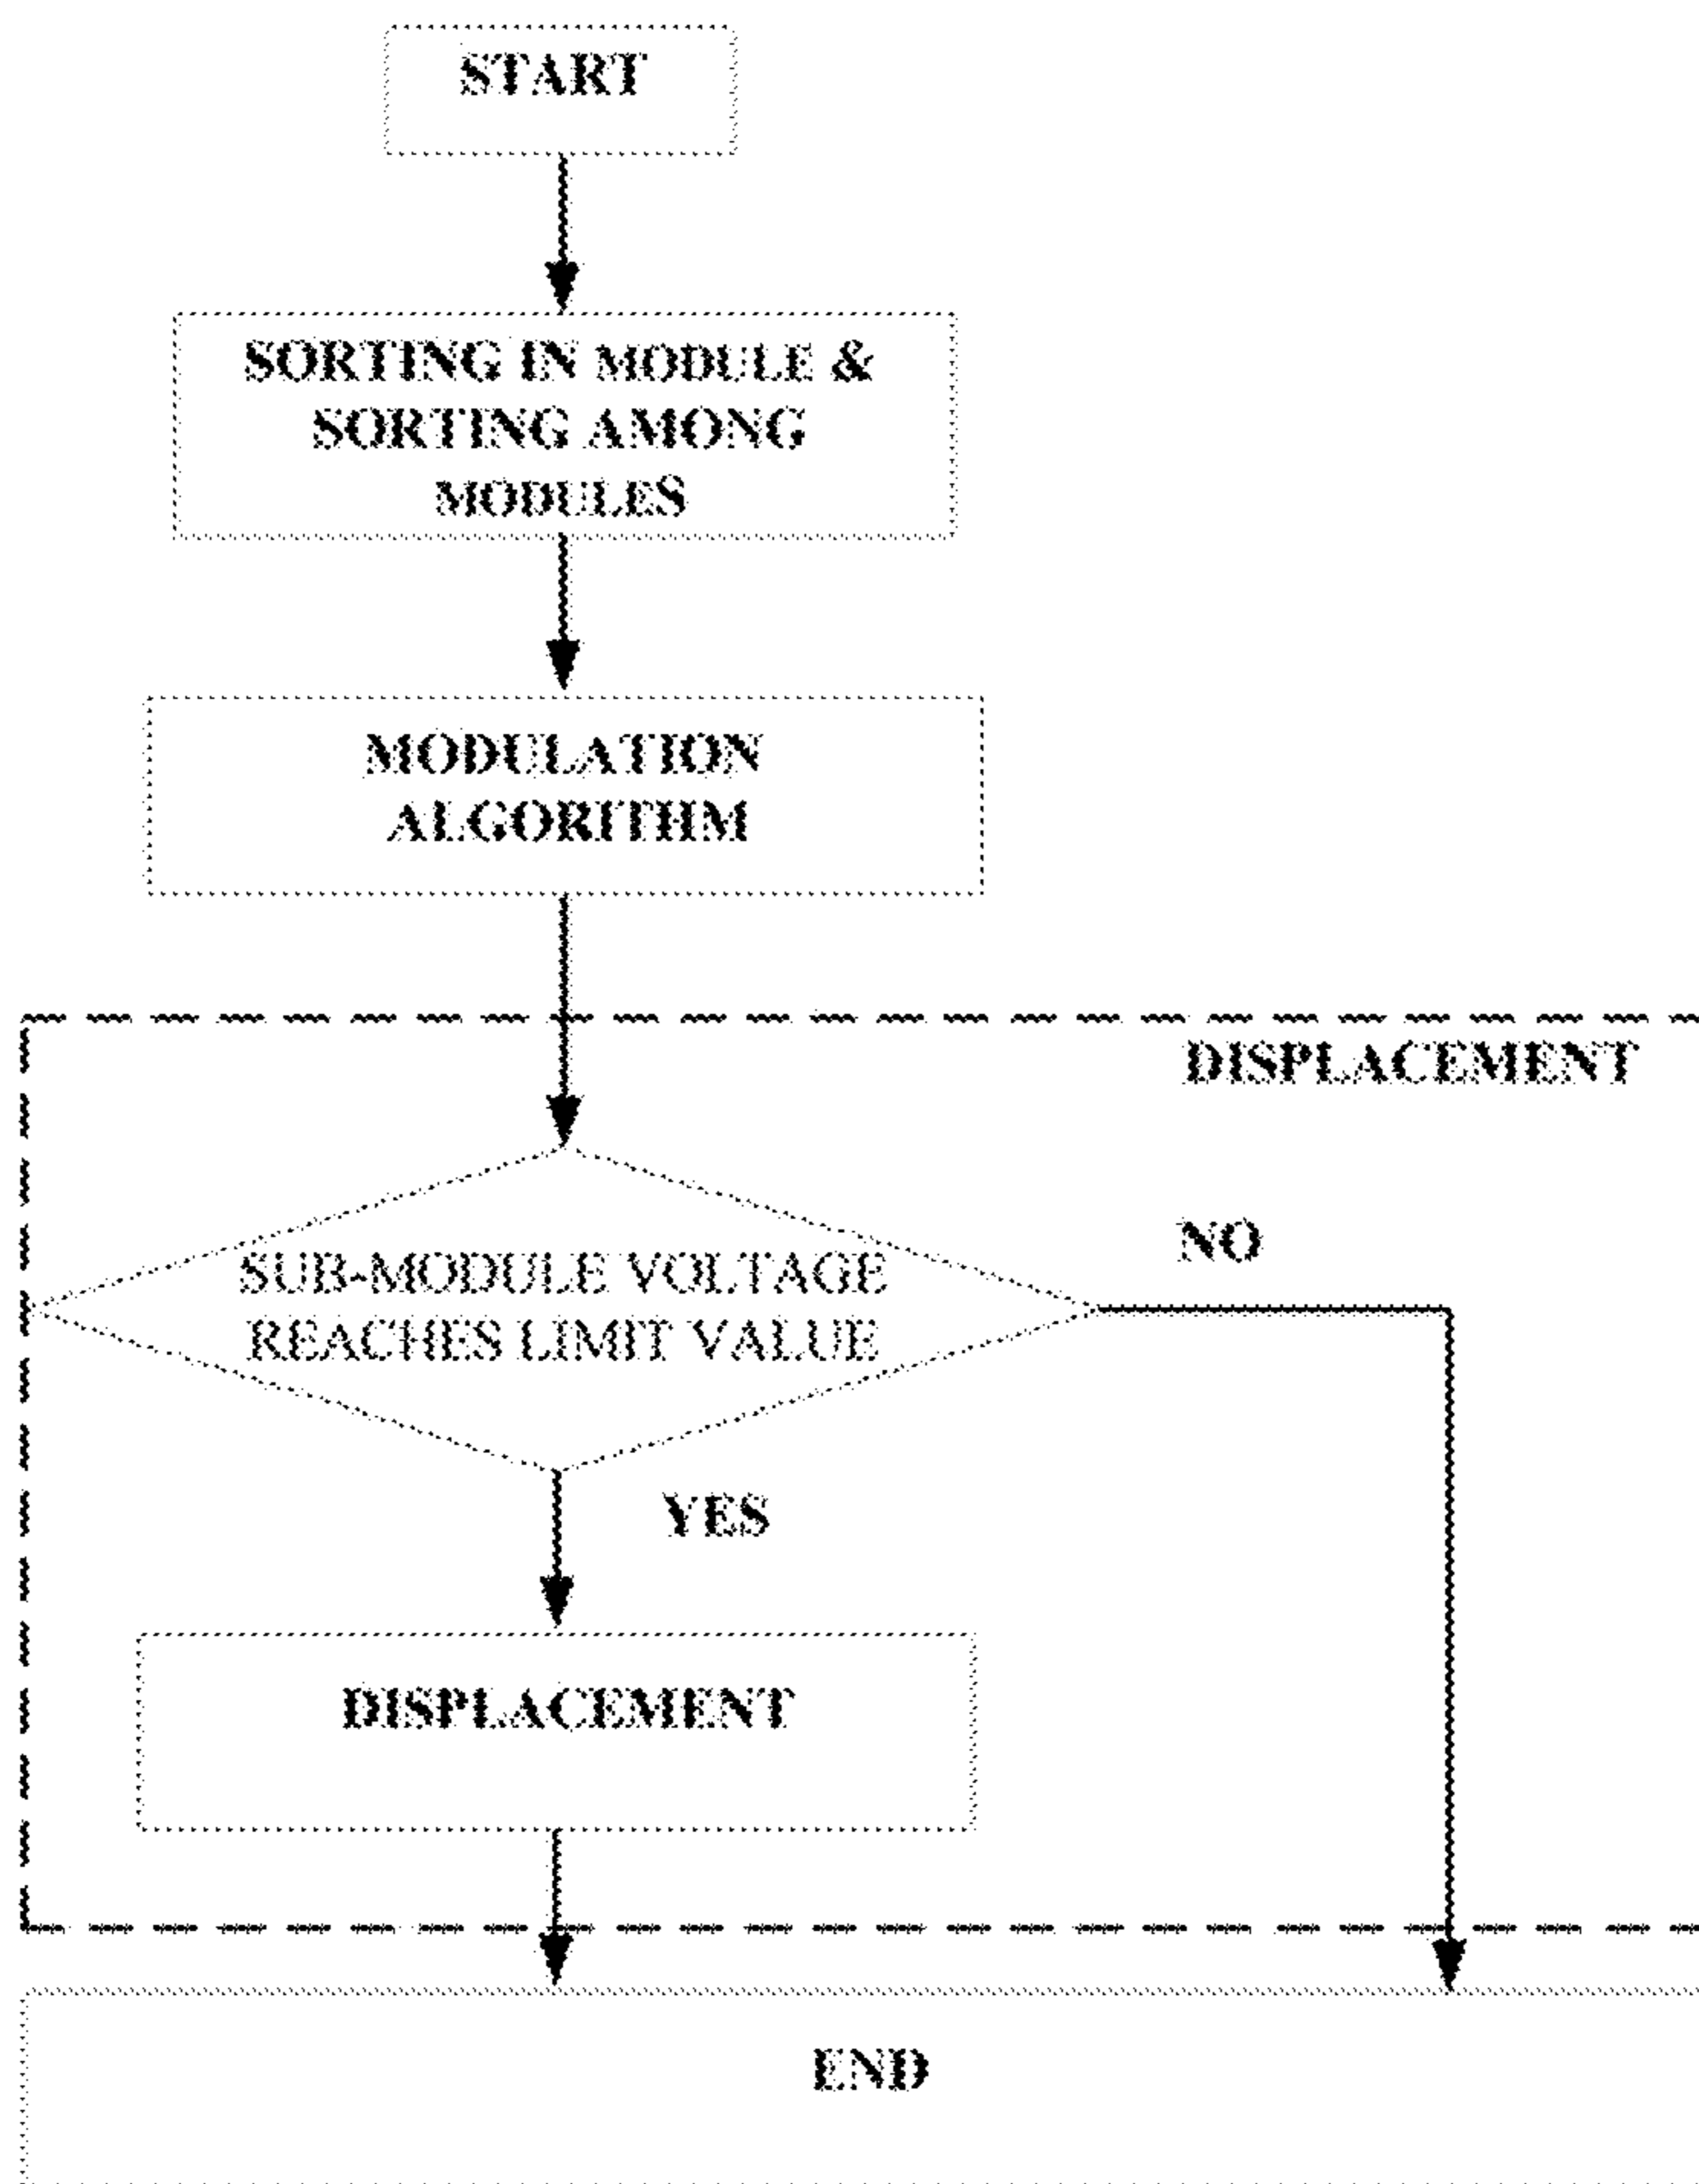 START
SORTING IN MODULE &
SORTING AMONG
MODULES
MODULATION
ALGORITHM
DISPLACEMENT
SUB-MODULE VOLTAGE
REACHES LIMIT VALUE
NO
YES
DISPLACEMENT
END